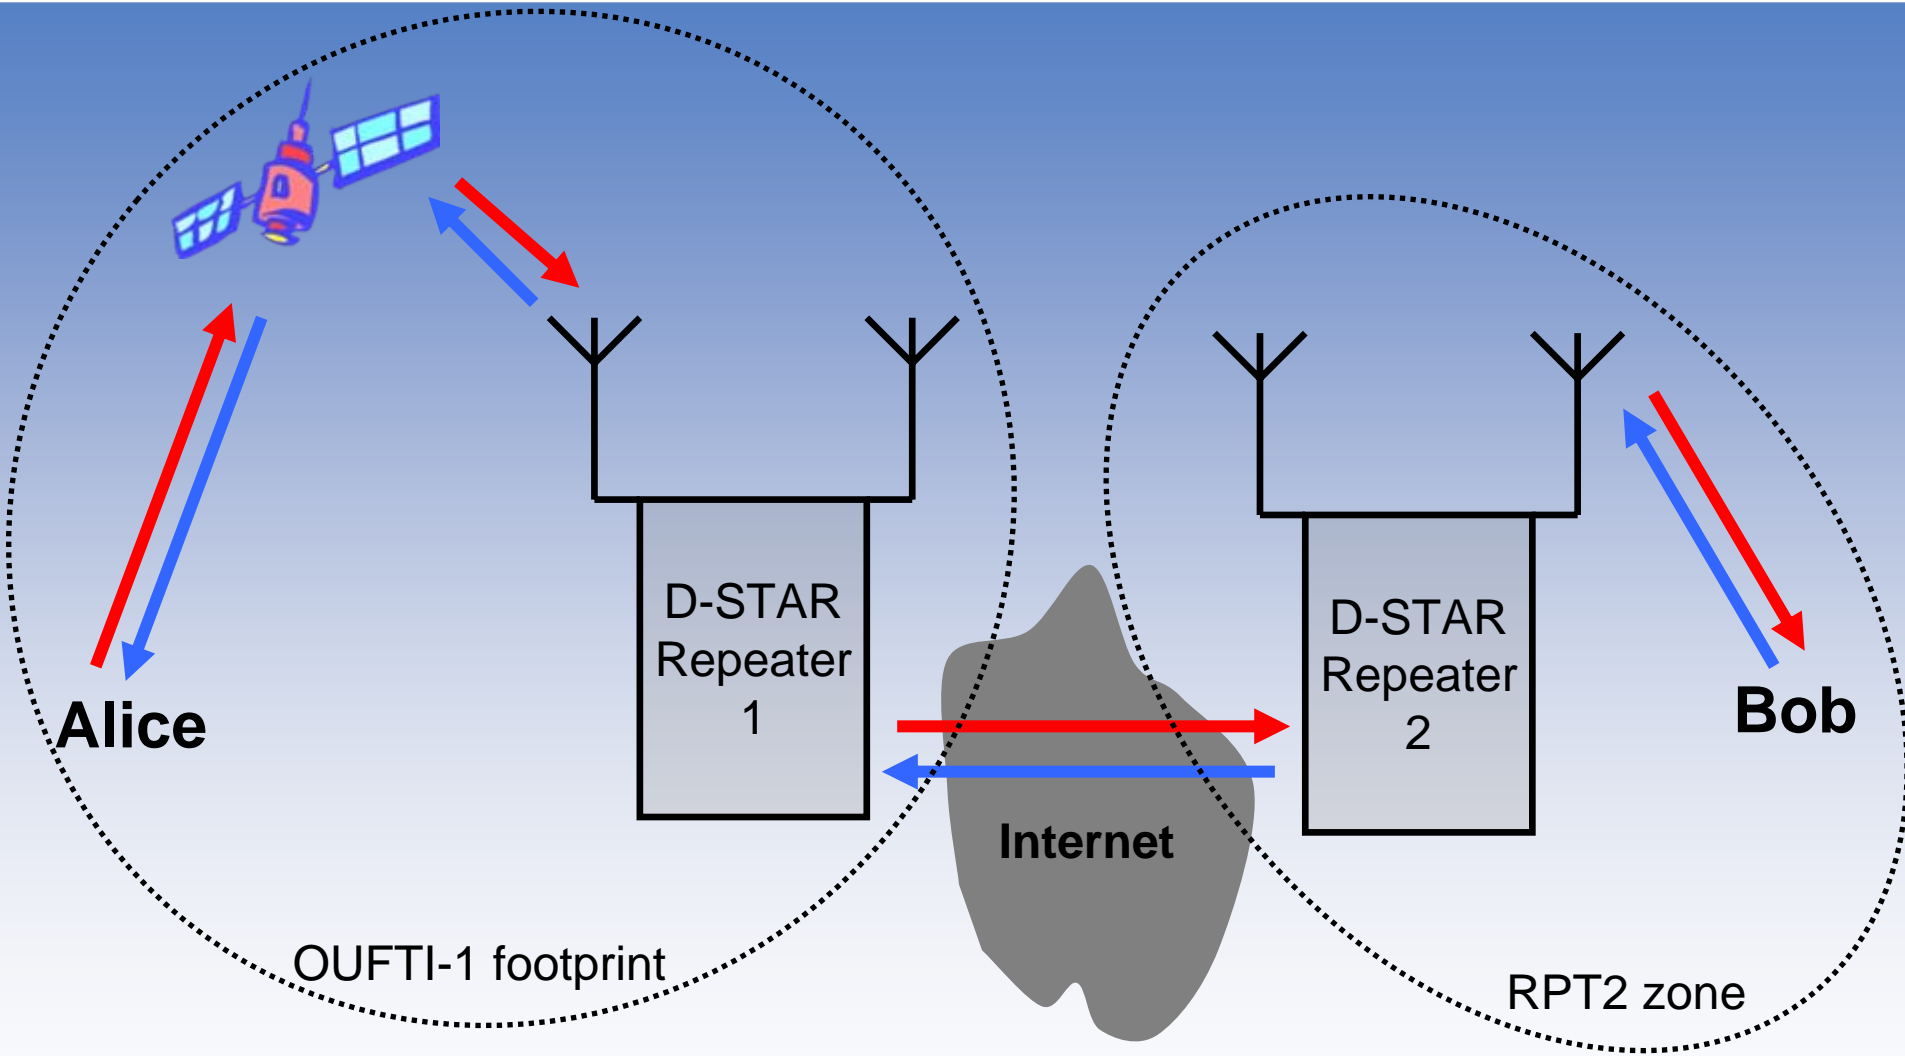 D-STAR
Repeater
1
D-STAR
Repeater
2
Alice
Bob
Internet
OUFTI-1 footprint
RPT2 zone